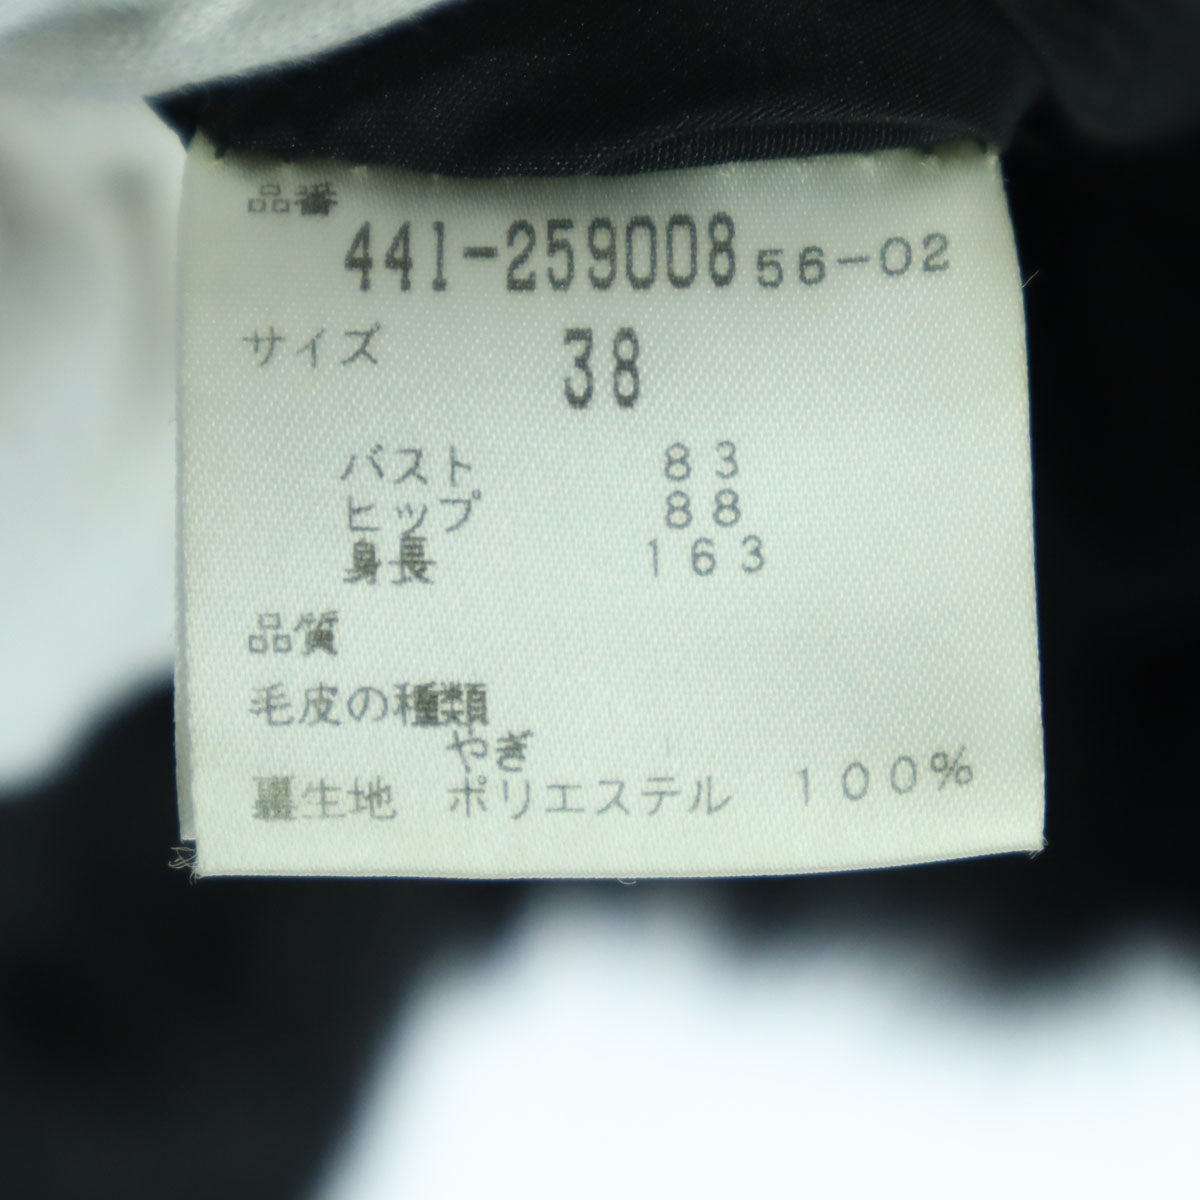 品番
441-259008 56-02
サイズ 38
バスト 83
ヒップ 88
身長 163
品質
毛皮の種類
やぎ
裏生地 ポリエステル 100%